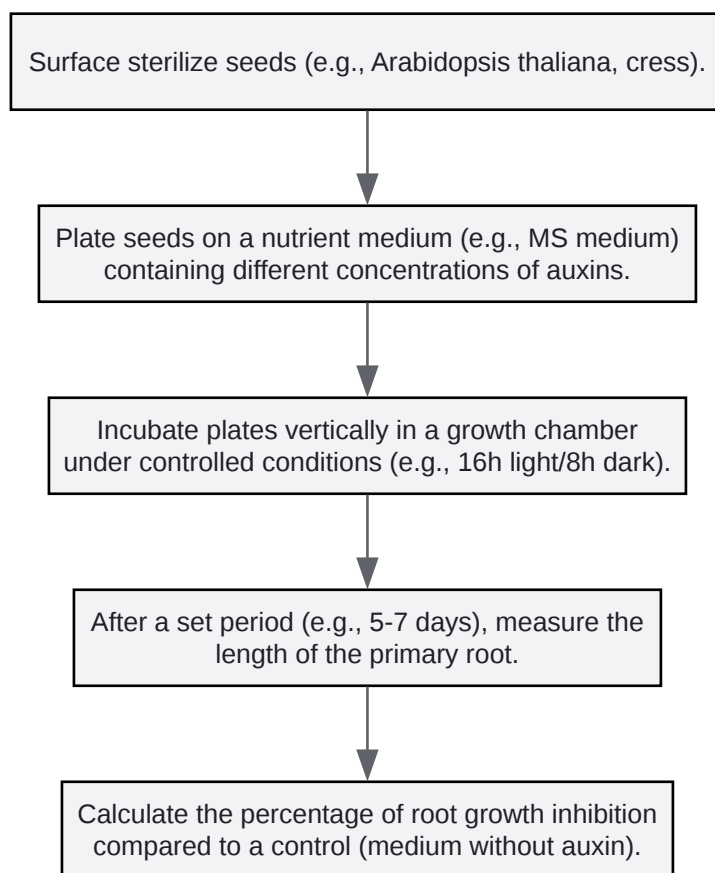 Surface sterilize seeds (e.g., Arabidopsis thaliana, cress).
Plate seeds on a nutrient medium (e.g., MS medium)
containing different concentrations of auxins.
Incubate plates vertically in a growth chamber
under controlled conditions (e.g., 16h light/8h dark).
After a set period (e.g., 5-7 days), measure the
length of the primary root.
Calculate the percentage of root growth inhibition
compared to a control (medium without auxin).